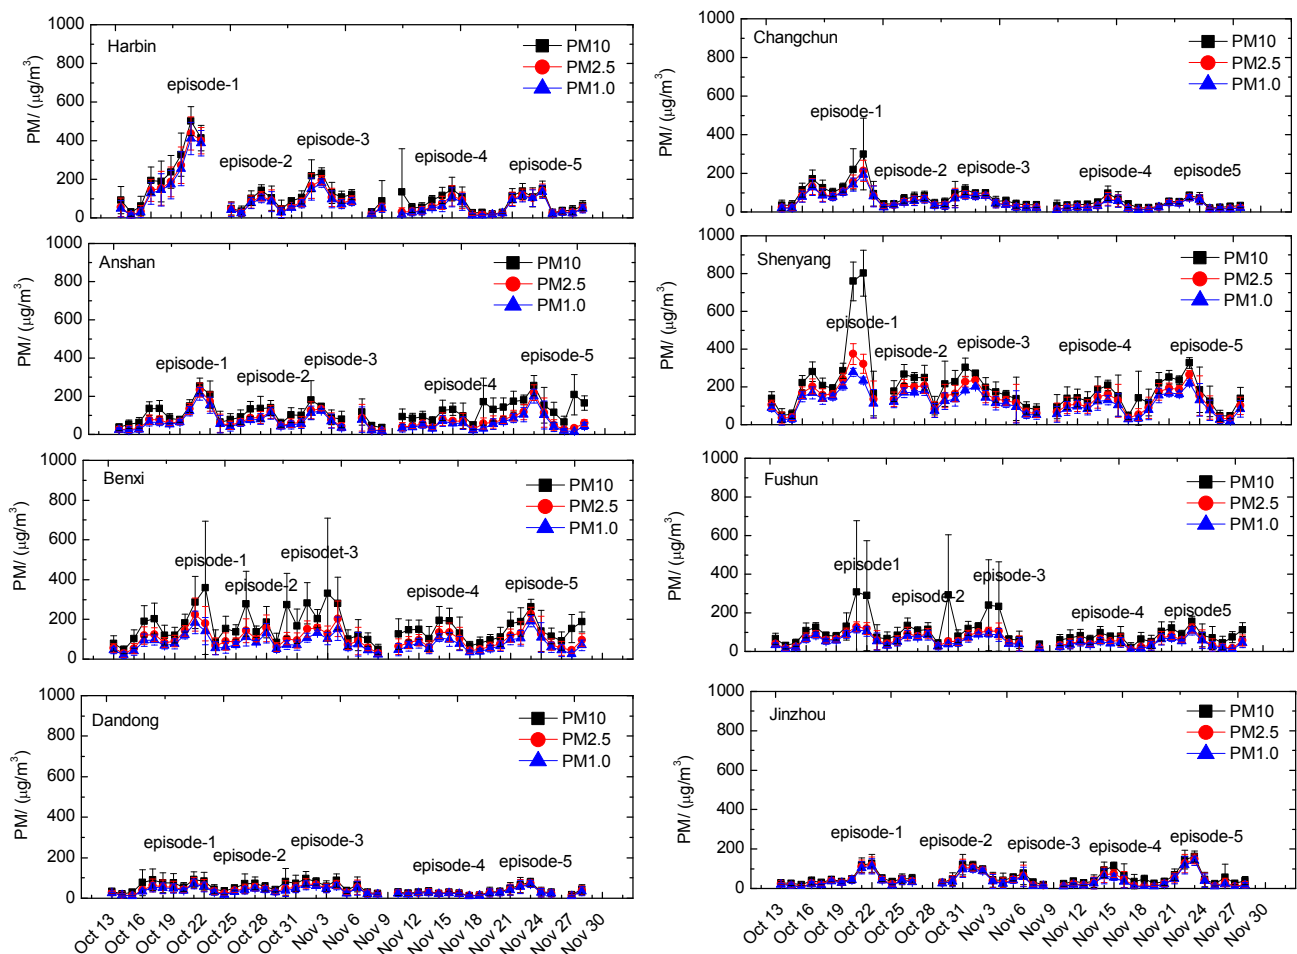 Harbin
PM10
PM2.5
PM1.0
episode-1
episode-2
episode-3
episode-4
episode-5
PM/ (μg/m³)
1000
800
600
400
200
0
Changchun
PM10
PM2.5
PM1.0
episode-1
episode-2
episode-3
episode-4
episode5
PM/ (μg/m³)
1000
800
600
400
200
0
Anshan
PM10
PM2.5
PM1.0
episode-1
episode-2
episode-3
episode-4
episode-5
PM/ (μg/m³)
1000
800
600
400
200
0
Shenyang
PM10
PM2.5
PM1.0
episode-1
episode-2
episode-3
episode-4
episode-5
PM/ (μg/m³)
1000
800
600
400
200
0
Benxi
PM10
PM2.5
PM1.0
episode-1
episode-2
episodet-3
episode-4
episode-5
PM/ (μg/m³)
1000
800
600
400
200
0
Fushun
PM10
PM2.5
PM1.0
episode1
episode-2
episode-3
episode-4
episode5
PM/ (μg/m³)
1000
800
600
400
200
0
Dandong
PM10
PM2.5
PM1.0
episode-1
episode-2
episode-3
episode-4
episode-5
PM/ (μg/m³)
1000
800
600
400
200
0
Oct 13
Oct 16
Oct 19
Oct 22
Oct 25
Oct 28
Oct 31
Nov 3
Nov 6
Nov 9
Nov 12
Nov 15
Nov 18
Nov 21
Nov 24
Nov 27
Nov 30
Jinzhou
PM10
PM2.5
PM1.0
episode-1
episode-2
episode-3
episode-4
episode-5
PM/ (μg/m³)
1000
800
600
400
200
0
Oct 13
Oct 16
Oct 19
Oct 22
Oct 25
Oct 28
Oct 31
Nov 3
Nov 6
Nov 9
Nov 12
Nov 15
Nov 18
Nov 21
Nov 24
Nov 27
Nov 30